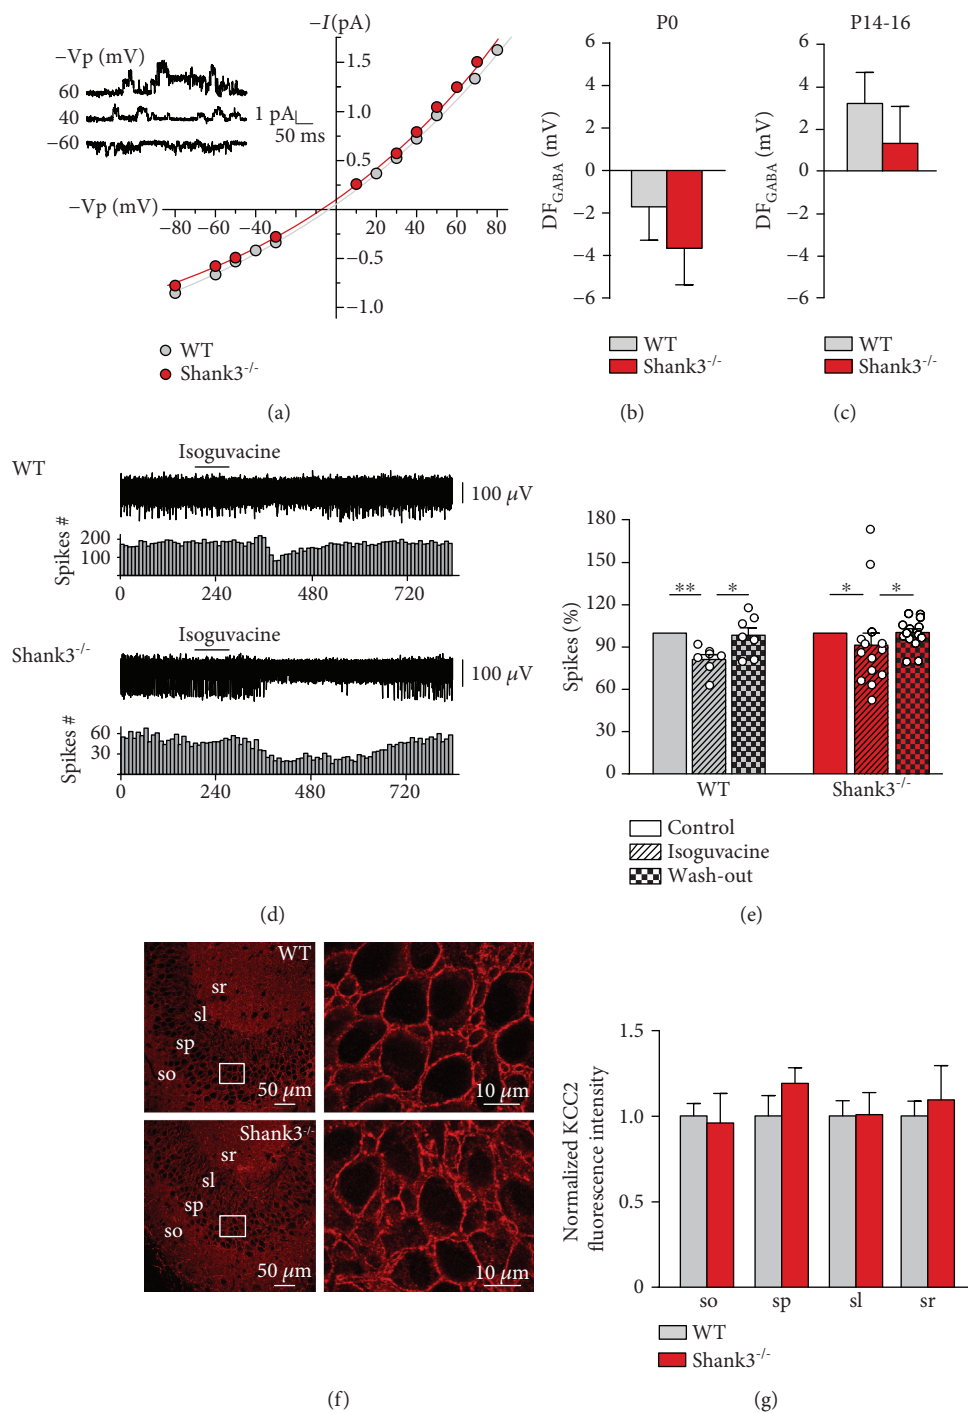 −I(pA)
−Vp (mV)
60
40
−60
1 pA
50 ms
1.5
1.0
0.5
−0.5
−1.0
−Vp (mV)
−80 −60 −40 −20 0 20 40 60 80
WT
Shank3-/-
(a)
P0
DF_GABA (mV)
6
4
2
0
−2
−4
−6
WT
Shank3-/-
(b)
P14-16
DF_GABA (mV)
6
4
2
0
−2
−4
−6
WT
Shank3-/-
(c)
WT
Isoguvacine
100 μV
Spikes #
200
100
0 240 480 720
Shank3-/-
Isoguvacine
100 μV
Spikes #
60
30
0 240 480 720
(d)
Spikes (%)
180
150
120
90
60
30
0
** * * *
WT Shank3-/-
Control
Isoguvacine
Wash-out
(e)
WT
sr
sl
sp
so
50 μm
10 μm
Shank3-/-
sr
sl
sp
so
50 μm
10 μm
(f)
Normalized KCC2
fluorescence intensity
1.5
1.0
0.5
0
so sp sl sr
WT
Shank3-/-
(g)